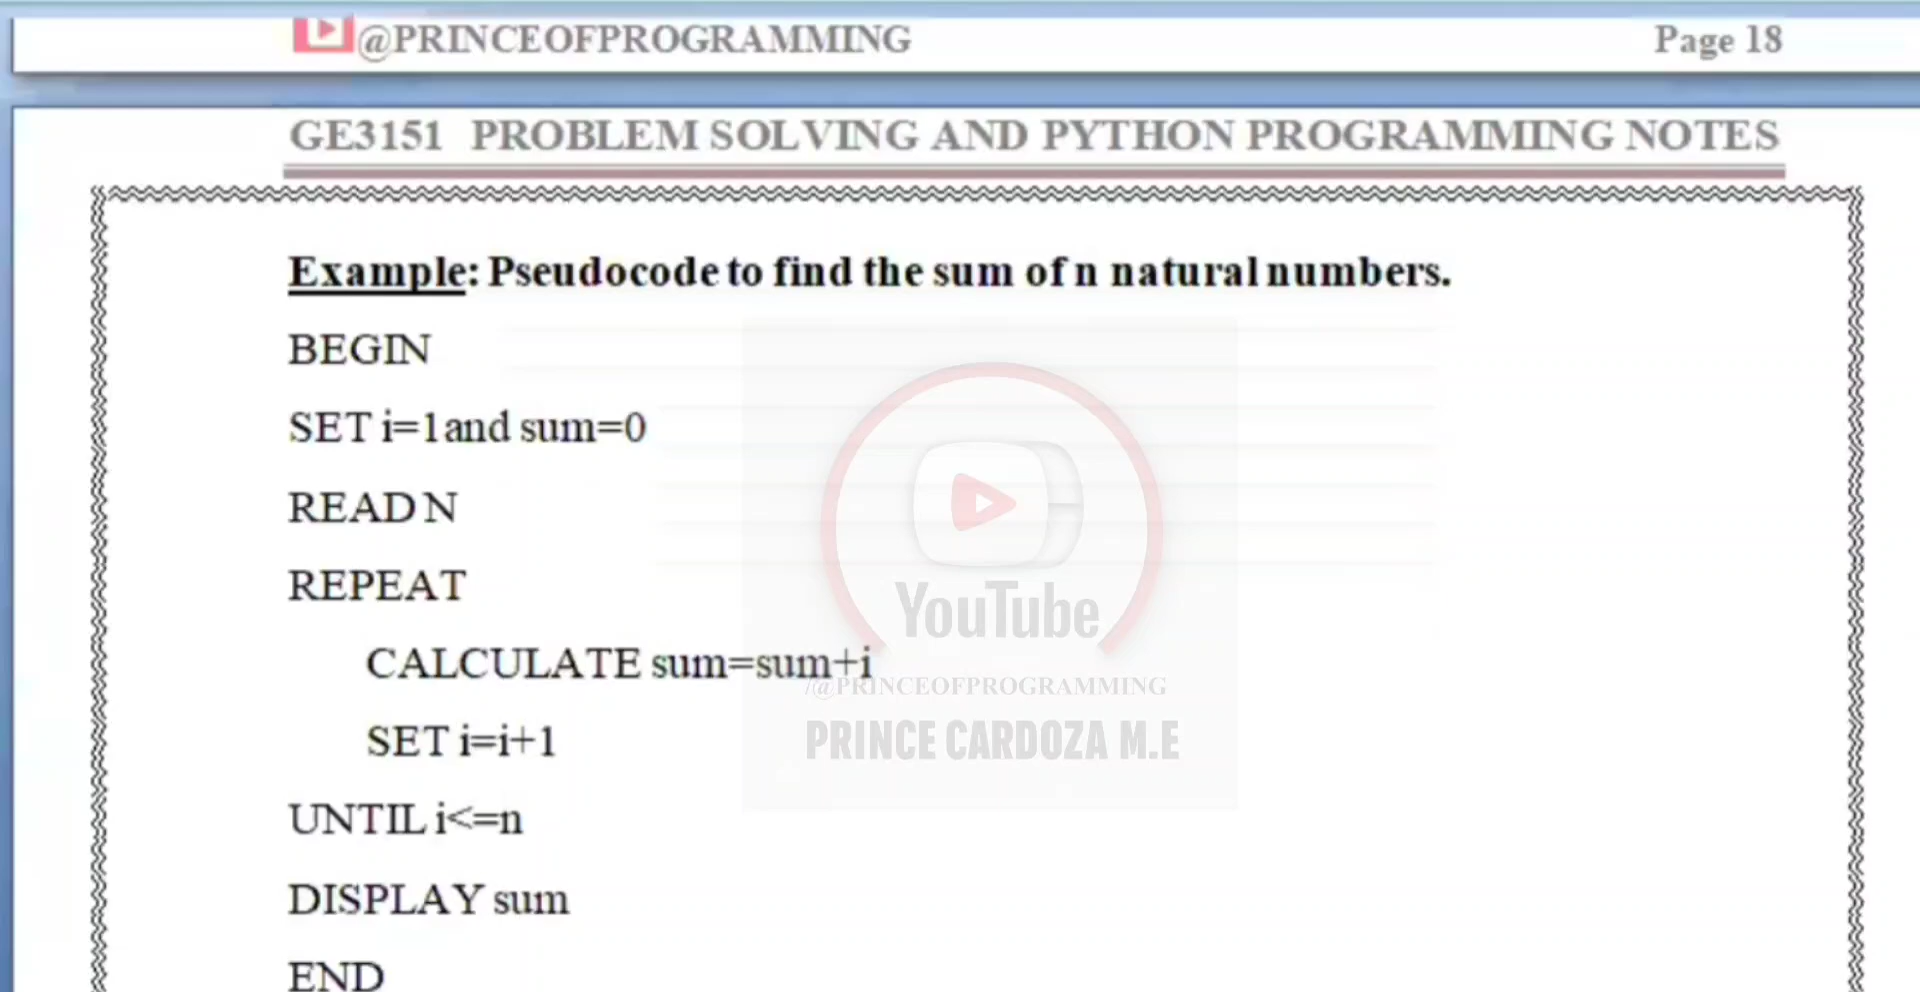 @PRINCEOFPROGRAMMING Page 18
GE3151 PROBLEM SOLVING AND PYTHON PROGRAMMING NOTES
Example: Pseudocode to find the sum of n natural numbers.
BEGIN
SET i=1and sum=0
READ N
REPEAT
CALCULATE sum=sum+i
SET i=i+1
UNTIL i<=n
DISPLAY sum
END
YouTube
/@PRINCEOFPROGRAMMING
PRINCE CARDOZA M.E